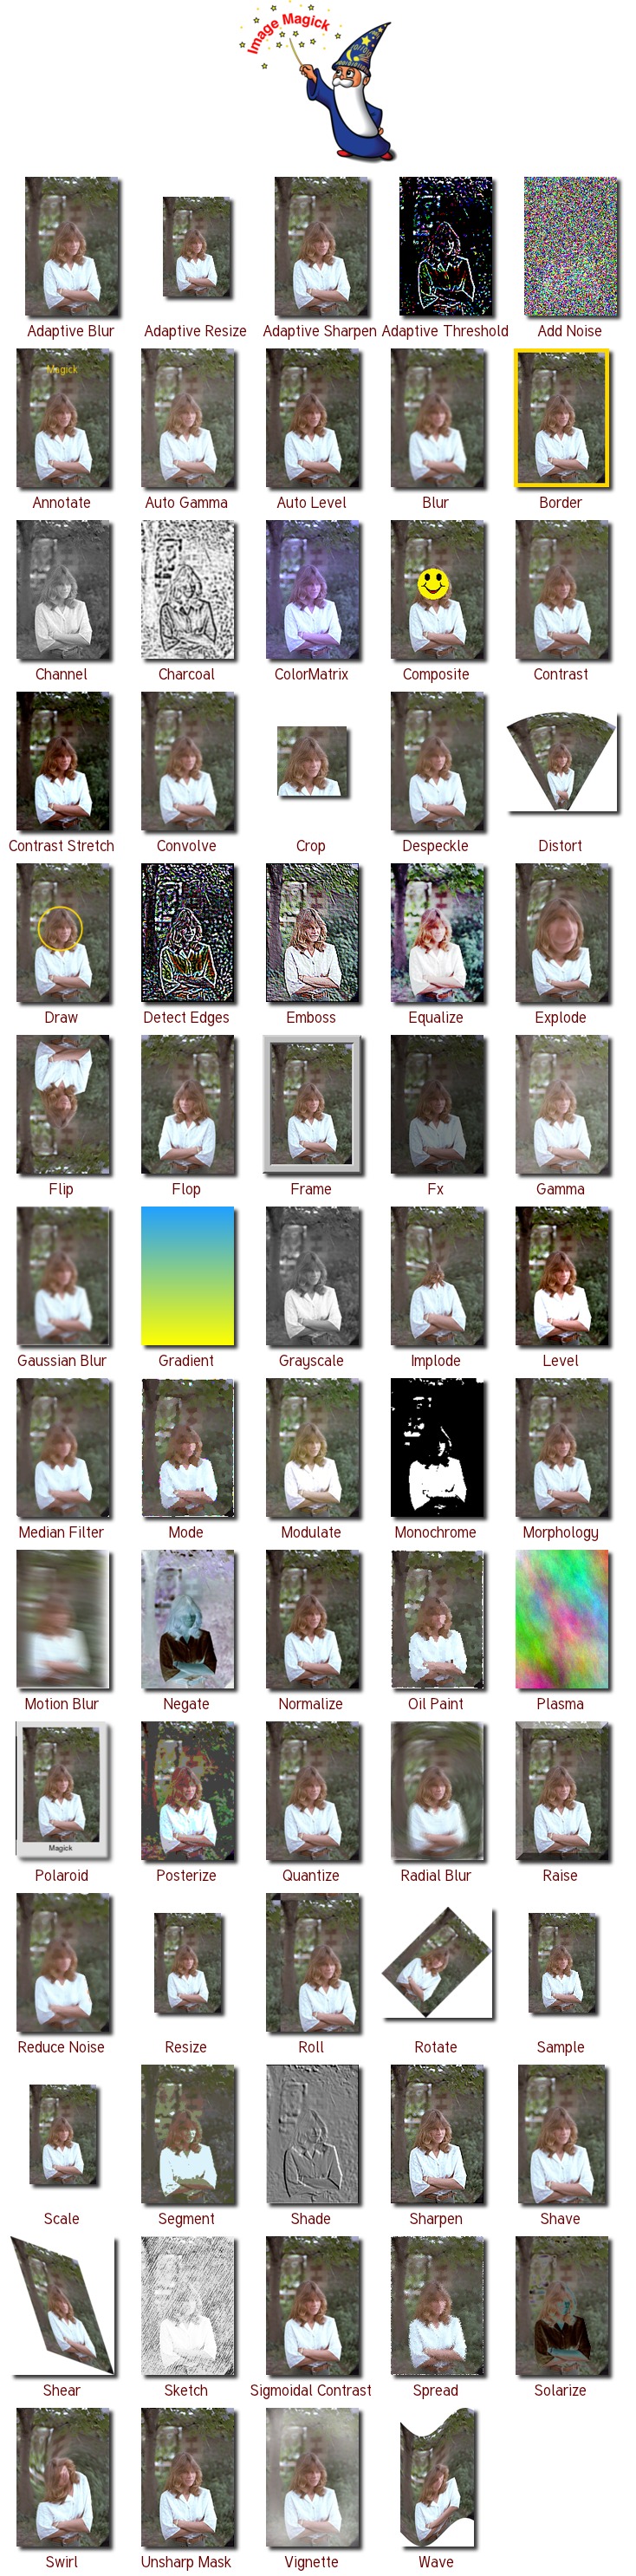 Image Magick
Adaptive Blur Adaptive Resize Adaptive Sharpen Adaptive Threshold Add Noise
Magick
Annotate Auto Gamma Auto Level Blur Border
Channel Charcoal ColorMatrix Composite Contrast
Contrast Stretch Convolve Crop Despeckle Distort
Draw Detect Edges Emboss Equalize Explode
Flip Flop Frame Fx Gamma
Gaussian Blur Gradient Grayscale Implode Level
Median Filter Mode Modulate Monochrome Morphology
Motion Blur Negate Normalize Oil Paint Plasma
Magick
Polaroid Posterize Quantize Radial Blur Raise
Reduce Noise Resize Roll Rotate Sample
Scale Segment Shade Sharpen Shave
Shear Sketch Sigmoidal Contrast Spread Solarize
Swirl Unsharp Mask Vignette Wave